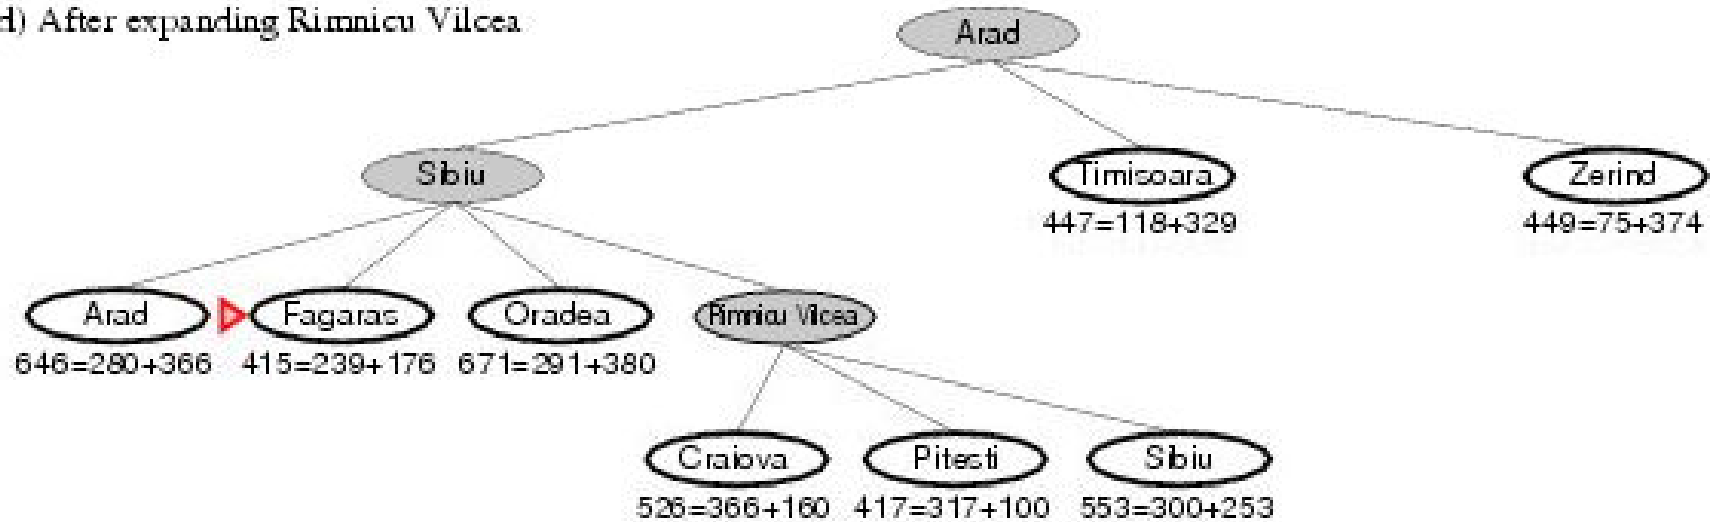 d) After expanding Rimnicu Vilcea
Arad
Sibiu
Timisoara
Zerind
447=118+329
449=75+374
Arad
Fagaras
Oradea
Rimnicu Vilcea
646=280+366
415=239+176
671=291+380
Craiova
Pitesti
Sibiu
526=366+160
417=317+100
553=300+253